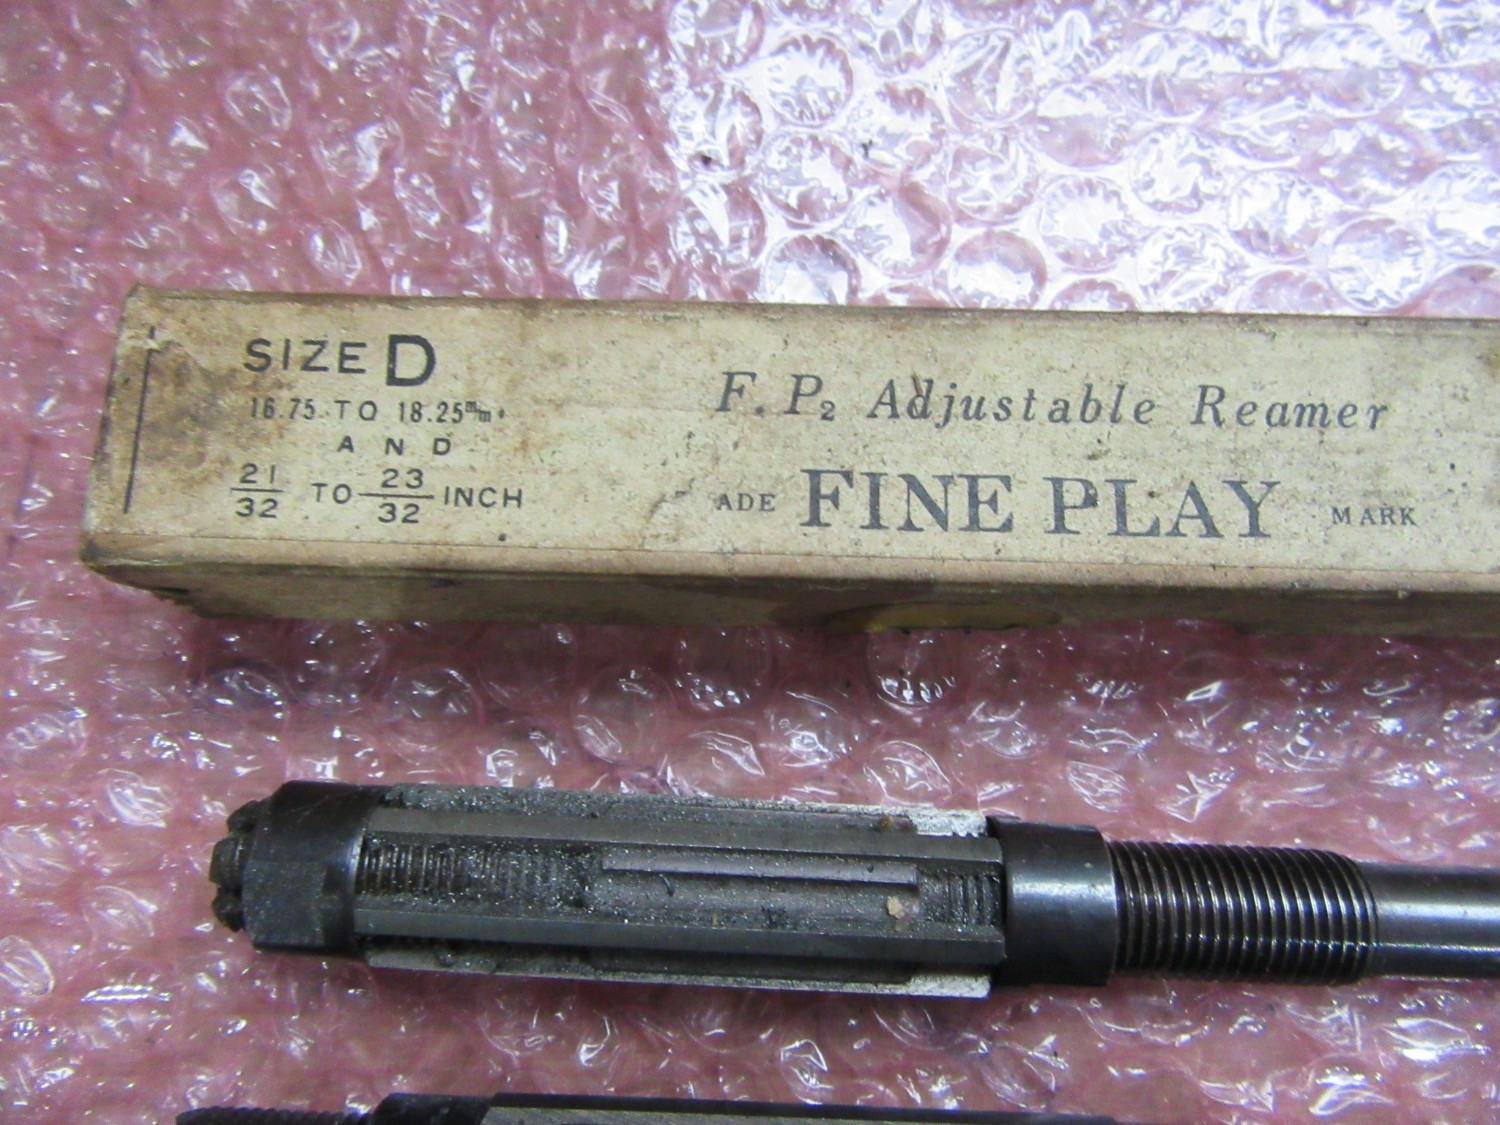 SIZE D
16.75 TO 18.25 m/m.
AND
21/32 TO 23/32 INCH
F. P2 Adjustable Reamer
ADE FINE PLAY MARK